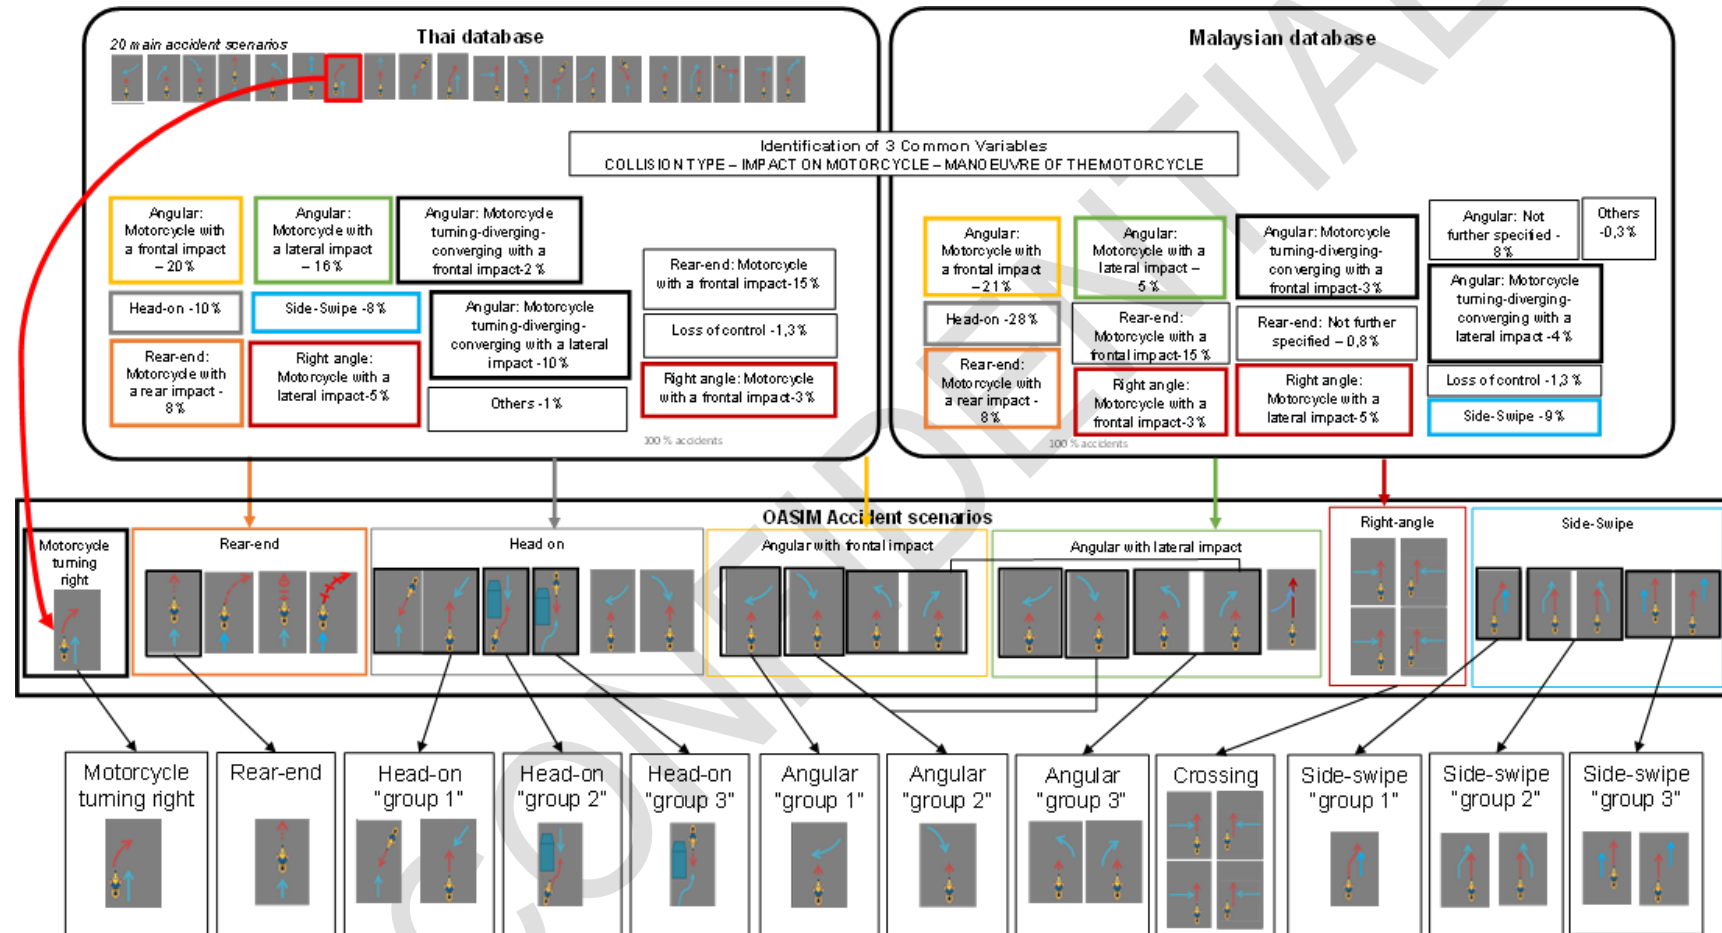 Thai database
20 main accident scenarios
Malaysian database
Identification of 3 Common Variables
COLLISION TYPE – IMPACT ON MOTORCYCLE – MANOEUVRE OF THEMOTORCYCLE
Angular:
Motorcycle with
a frontal impact
– 20%
Angular:
Motorcycle with
a lateral impact
– 16%
Angular: Motorcycle
turning-diverging-
converging with a
frontal impact-2 %
Rear-end: Motorcycle
with a frontal impact-15%
Head-on -10%
Side-Swipe -8%
Angular: Motorcycle
turning-diverging-
converging with a lateral
impact -10%
Loss of control -1,3%
Rear-end:
Motorcycle with
a rear impact -
8%
Right angle:
Motorcycle with a
lateral impact-5%
Others -1%
Right angle: Motorcycle
with a frontal impact-3%
100 % accidents
Angular:
Motorcycle with
a frontal impact
– 21%
Angular:
Motorcycle with a
lateral impact –
5%
Angular: Motorcycle
turning-diverging-
converging with a
frontal impact-3%
Angular: Not
further specified -
8%
Others
-0,3%
Head-on -28%
Rear-end:
Motorcycle with a
frontal impact-15%
Rear-end: Not further
specified – 0,8%
Angular: Motorcycle
turning-diverging-
converging with a
lateral impact -4%
Rear-end:
Motorcycle with
a rear impact -
8%
Right angle:
Motorcycle with a
frontal impact-3%
Right angle:
Motorcycle with a
lateral impact-5%
Loss of control -1,3%
Side-Swipe -9%
100 % accidents
OASIM Accident scenarios
Motorcycle
turning
right
Rear-end
Head on
Angular with frontal impact
Angular with lateral impact
Right-angle
Side-Swipe
Motorcycle
turning right
Rear-end
Head-on
"group 1"
Head-on
"group 2"
Head-on
"group 3"
Angular
"group 1"
Angular
"group 2"
Angular
"group 3"
Crossing
Side-swipe
"group 1"
Side-swipe
"group 2"
Side-swipe
"group 3"
CONFIDENTIAL